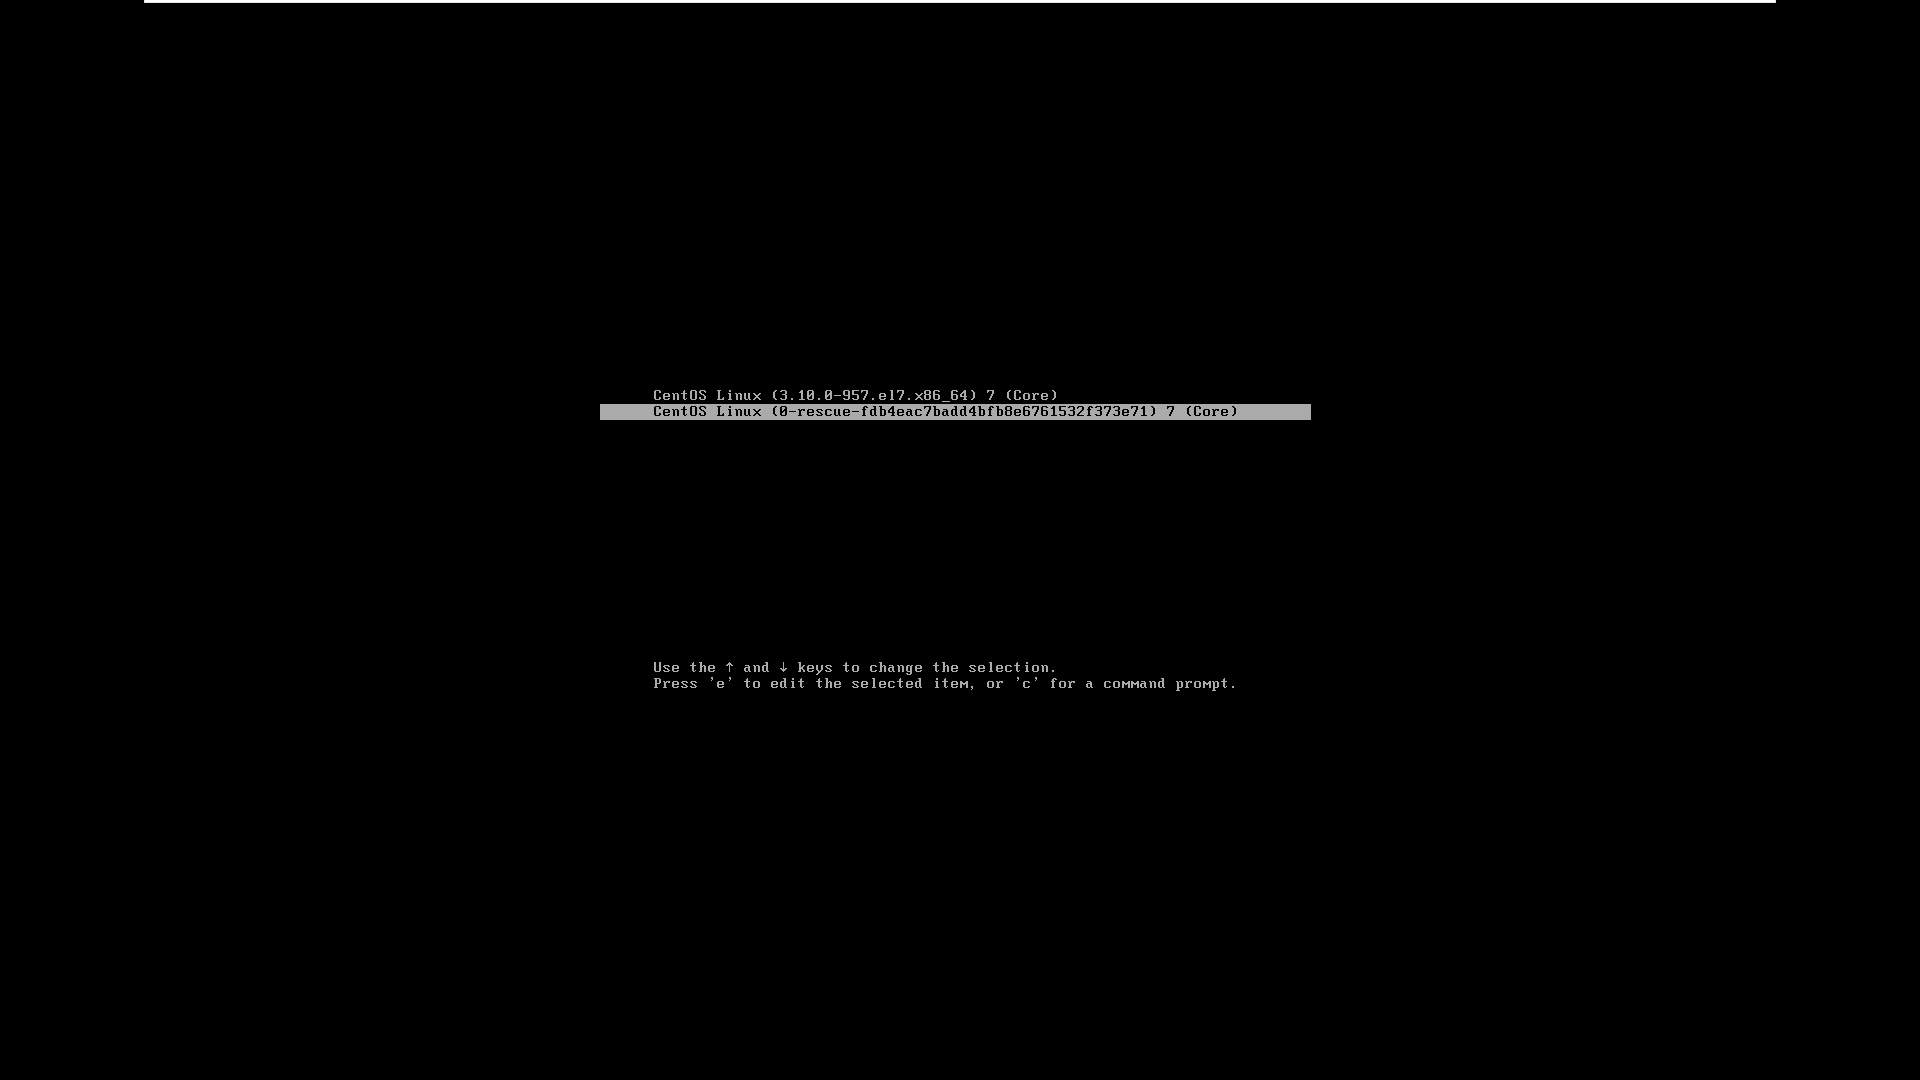 CentOS Linux (3.10.0-957.el7.x86_64) 7 (Core)
CentOS Linux (0-rescue-fdb4eac7badd4bfb8e6761532f373e71) 7 (Core)
Use the ↑ and ↓ keys to change the selection.
Press 'e' to edit the selected item, or 'c' for a command prompt.